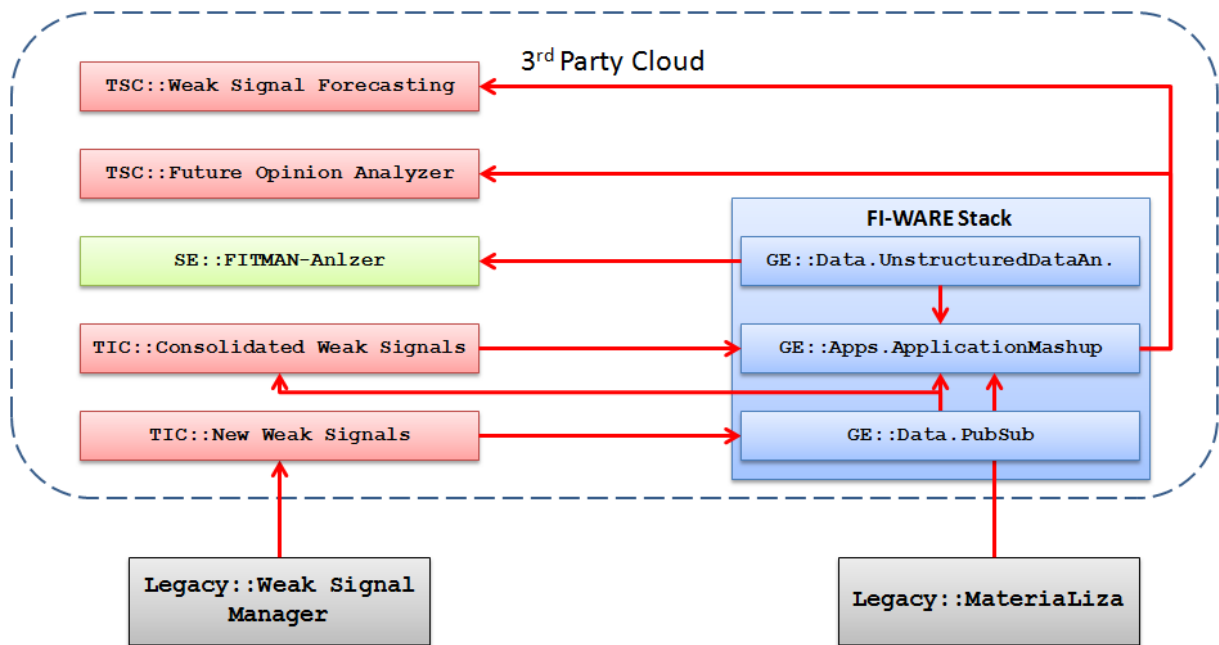 3rd Party Cloud
TSC::Weak Signal Forecasting
TSC::Future Opinion Analyzer
FI-WARE Stack
SE::FITMAN-Anlzer
GE::Data.UnstructuredDataAn.
TIC::Consolidated Weak Signals
GE::Apps.ApplicationMashup
TIC::New Weak Signals
GE::Data.PubSub
Legacy::Weak Signal
Manager
Legacy::MateriaLiza